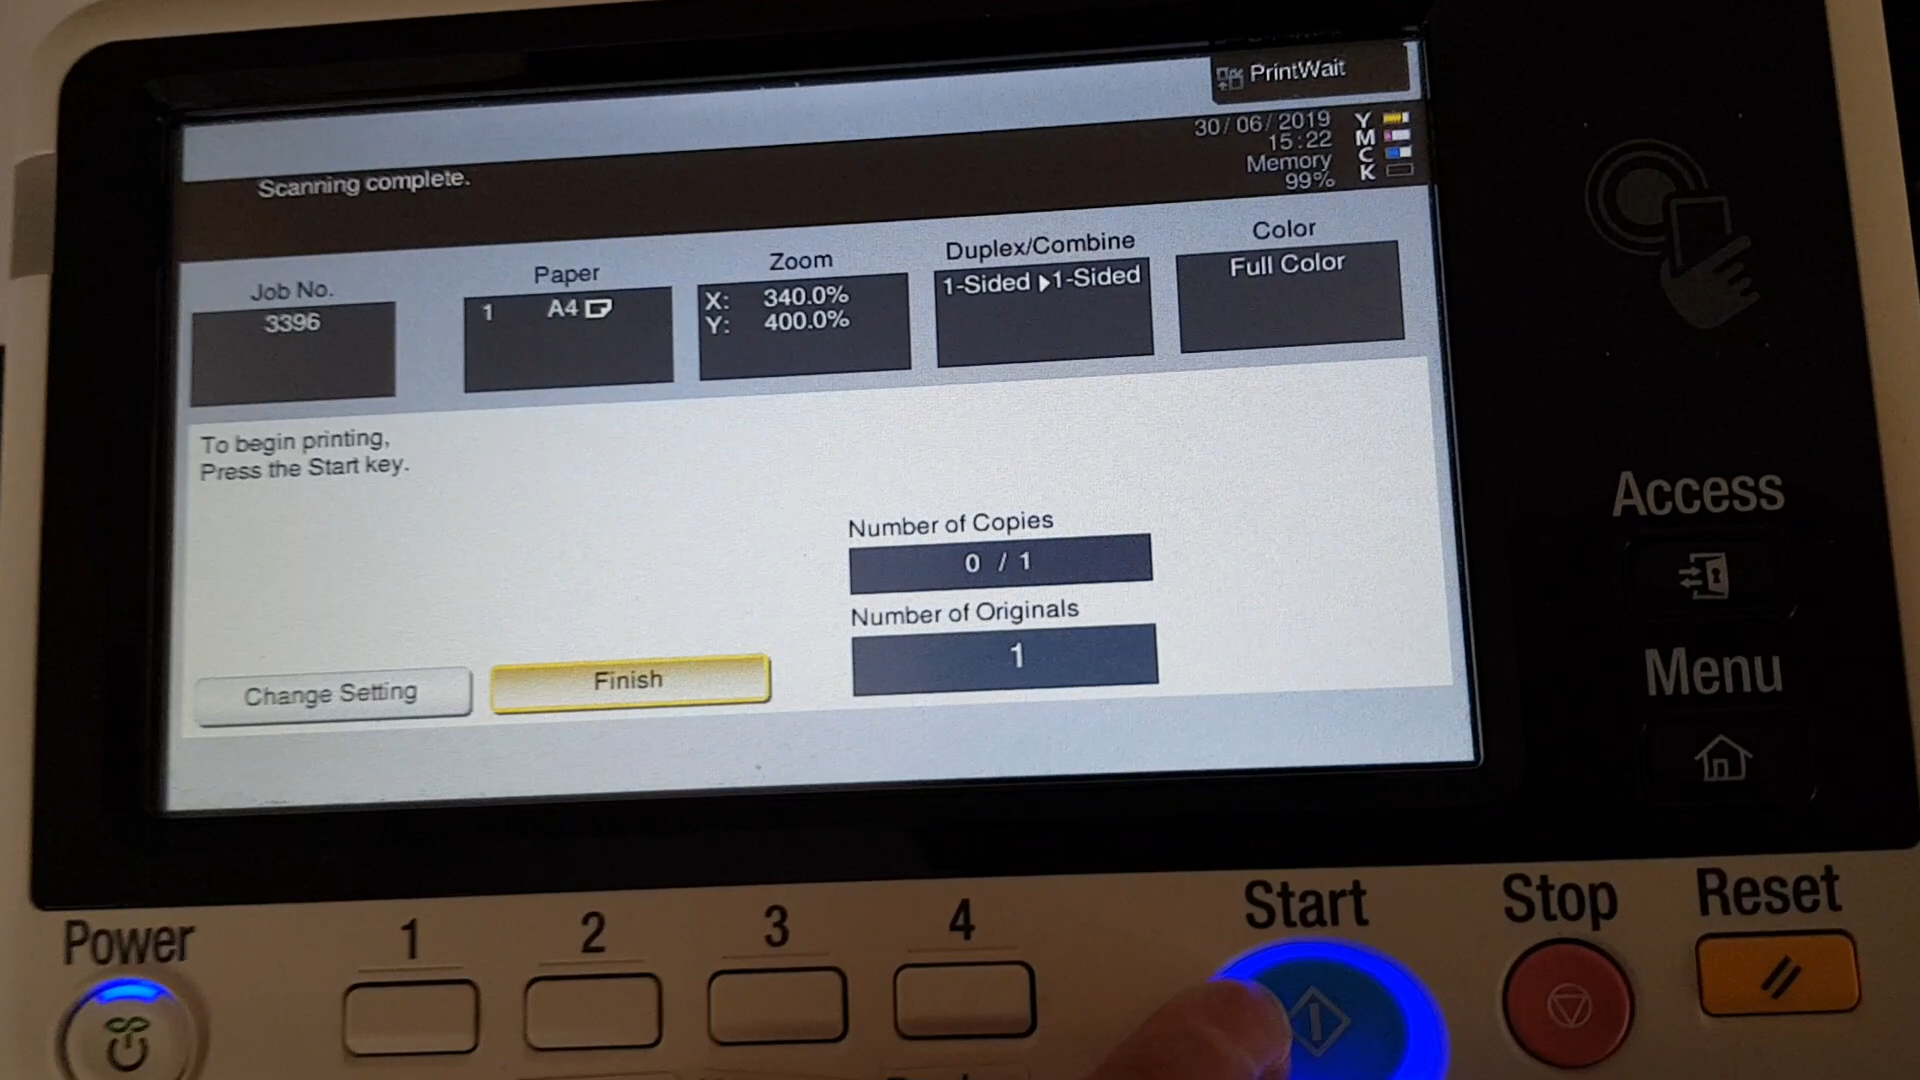 PrintWait
30/06/2019
15:22
Memory
99%
Y
M
C
K
Scanning complete.
Job No.
3396
Paper
1 A4
Zoom
X: 340.0%
Y: 400.0%
Duplex/Combine
1-Sided ▶1-Sided
Color
Full Color
To begin printing,
Press the Start key.
Number of Copies
0 / 1
Number of Originals
1
Change Setting
Finish
Access
Menu
Power
1
2
3
4
Start
Stop
Reset